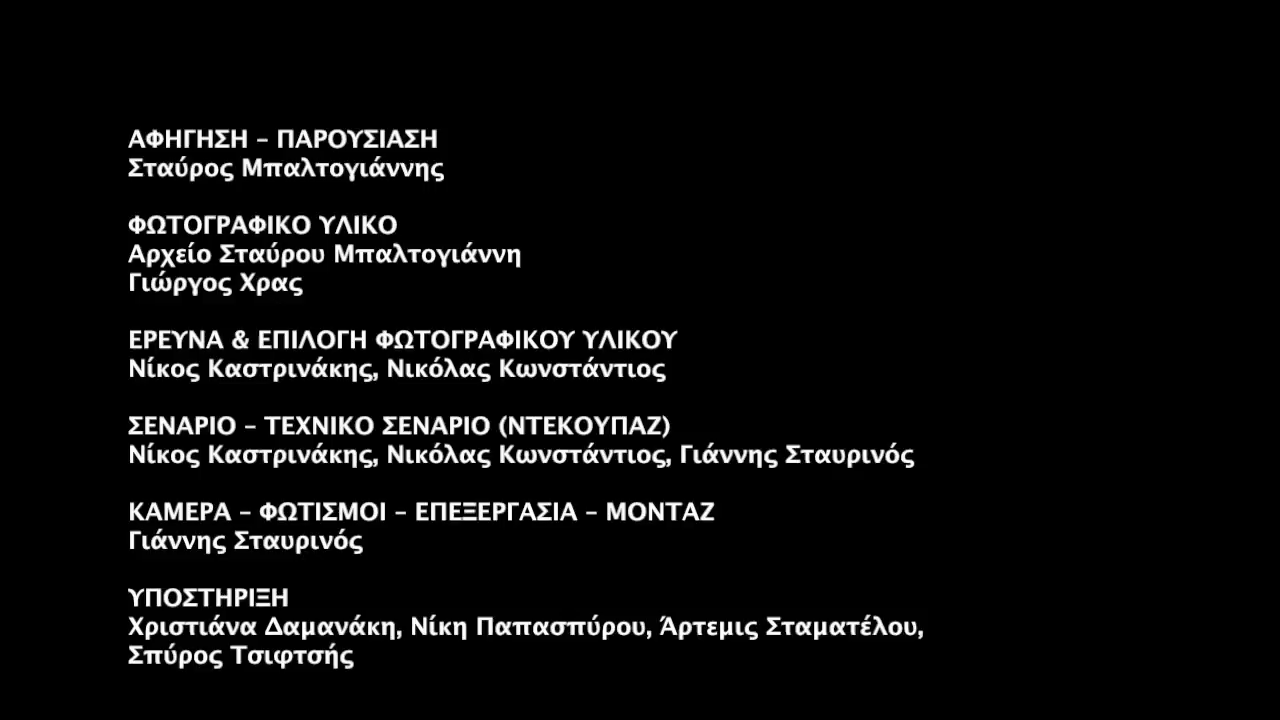 ΑΦΗΓΗΣΗ – ΠΑΡΟΥΣΙΑΣΗ
Σταύρος Μπαλτογιάννης
ΦΩΤΟΓΡΑΦΙΚΟ ΥΛΙΚΟ
Αρχείο Σταύρου Μπαλτογιάννη
Γιώργος Χρας
ΕΡΕΥΝΑ & ΕΠΙΛΟΓΗ ΦΩΤΟΓΡΑΦΙΚΟΥ ΥΛΙΚΟΥ
Νίκος Καστρινάκης, Νικόλας Κωνστάντιος
ΣΕΝΑΡΙΟ – ΤΕΧΝΙΚΟ ΣΕΝΑΡΙΟ (ΝΤΕΚΟΥΠΑΖ)
Νίκος Καστρινάκης, Νικόλας Κωνστάντιος, Γιάννης Σταυρινός
ΚΑΜΕΡΑ – ΦΩΤΙΣΜΟΙ – ΕΠΕΞΕΡΓΑΣΙΑ – ΜΟΝΤΑΖ
Γιάννης Σταυρινός
ΥΠΟΣΤΗΡΙΞΗ
Χριστιάνα Δαμανάκη, Νίκη Παπασπύρου, Άρτεμις Σταματέλου,
Σπύρος Τσιφτσής